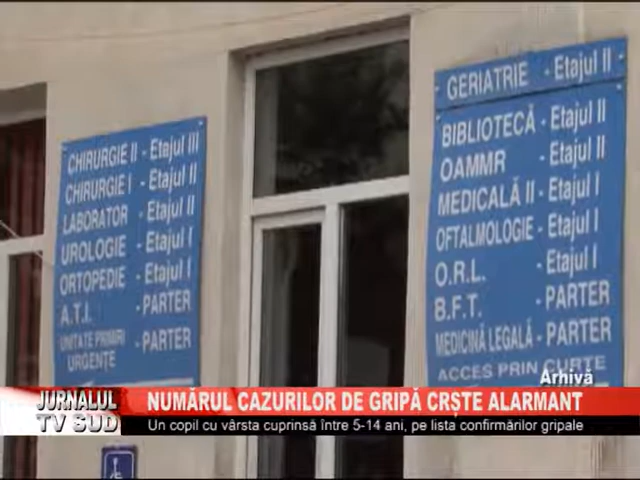 CHIRURGIE II - Etajul III
CHIRURGIE I - Etajul II
LABORATOR - Etajul II
UROLOGIE - Etajul I
ORTOPEDIE - Etajul I
A.T.I. - PARTER
UNITATE PRIMIRI
URGENȚE - PARTER
- GERIATRIE - Etajul II -
BIBLIOTECĂ - Etajul II
OAMMR - Etajul II
MEDICALĂ II - Etajul I
OFTALMOLOGIE - Etajul I
O.R.L. - Etajul I
B.F.T. - PARTER
MEDICINĂ LEGALĂ - PARTER
ACCES PRIN CURTE
Arhivă
JURNALUL
TV SUD
NUMĂRUL CAZURILOR DE GRIPĂ CRȘTE ALARMANT
Un copil cu vârsta cuprinsă între 5-14 ani, pe lista confirmărilor gripale